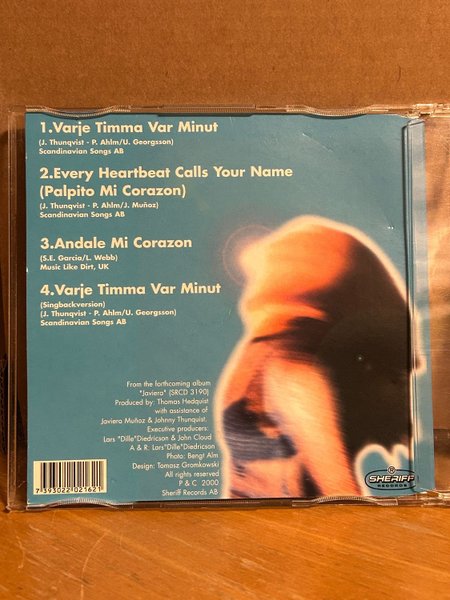 1.Varje Timma Var Minut
(J. Thunqvist - P. Ahlm/U. Georgsson)
Scandinavian Songs AB
2.Every Heartbeat Calls Your Name
(Palpito Mi Corazon)
(J. Thunqvist - P. Ahlm/J. Muñoz)
Scandinavian Songs AB
3.Andale Mi Corazon
(S.E. Garcia/L. Webb)
Music Like Dirt, UK
4.Varje Timma Var Minut
(Singbackversion)
(J. Thunqvist - P. Ahlm/U. Georgsson)
Scandinavian Songs AB
From the forthcoming album
"Javiera" (SRCD 3190)
Produced by: Thomas Hedquist
with assistance of
Javiera Muñoz & Johnny Thunquist.
Executive producers:
Lars "Dille"Diedricson & John Cloud
A & R: Lars"Dille"Diedricson
Photo: Bengt Alm
Design: Tomasz Gromkowski
All rights reserved
P & C. 2000
Sheriff Records AB
7 393022 021621
®
SHERIFF
RECORDS